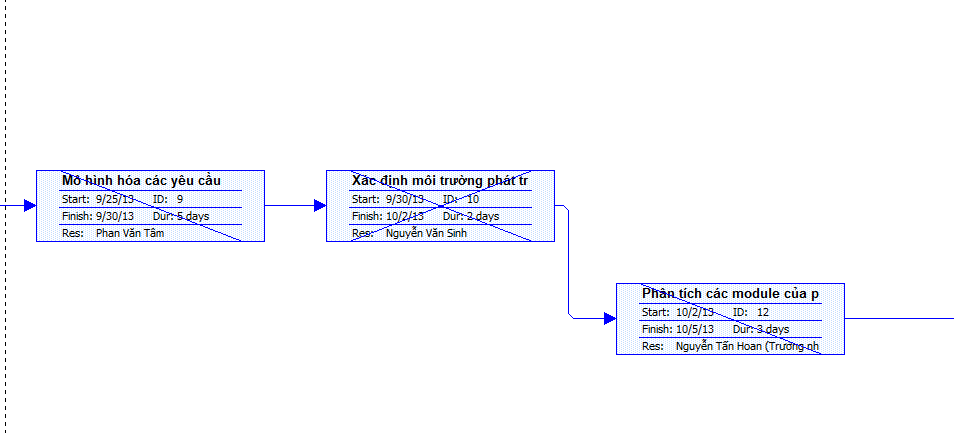 Mô hình hóa các yêu cầu
Start: 9/25/13 ID: 9
Finish: 9/30/13 Dur: 5 days
Res: Phan Văn Tâm
Xác định môi trường phát tr
Start: 9/30/13 ID: 10
Finish: 10/2/13 Dur: 2 days
Res: Nguyễn Văn Sinh
Phân tích các module của p
Start: 10/2/13 ID: 12
Finish: 10/5/13 Dur: 3 days
Res: Nguyễn Tấn Hoan (Trưởng nh